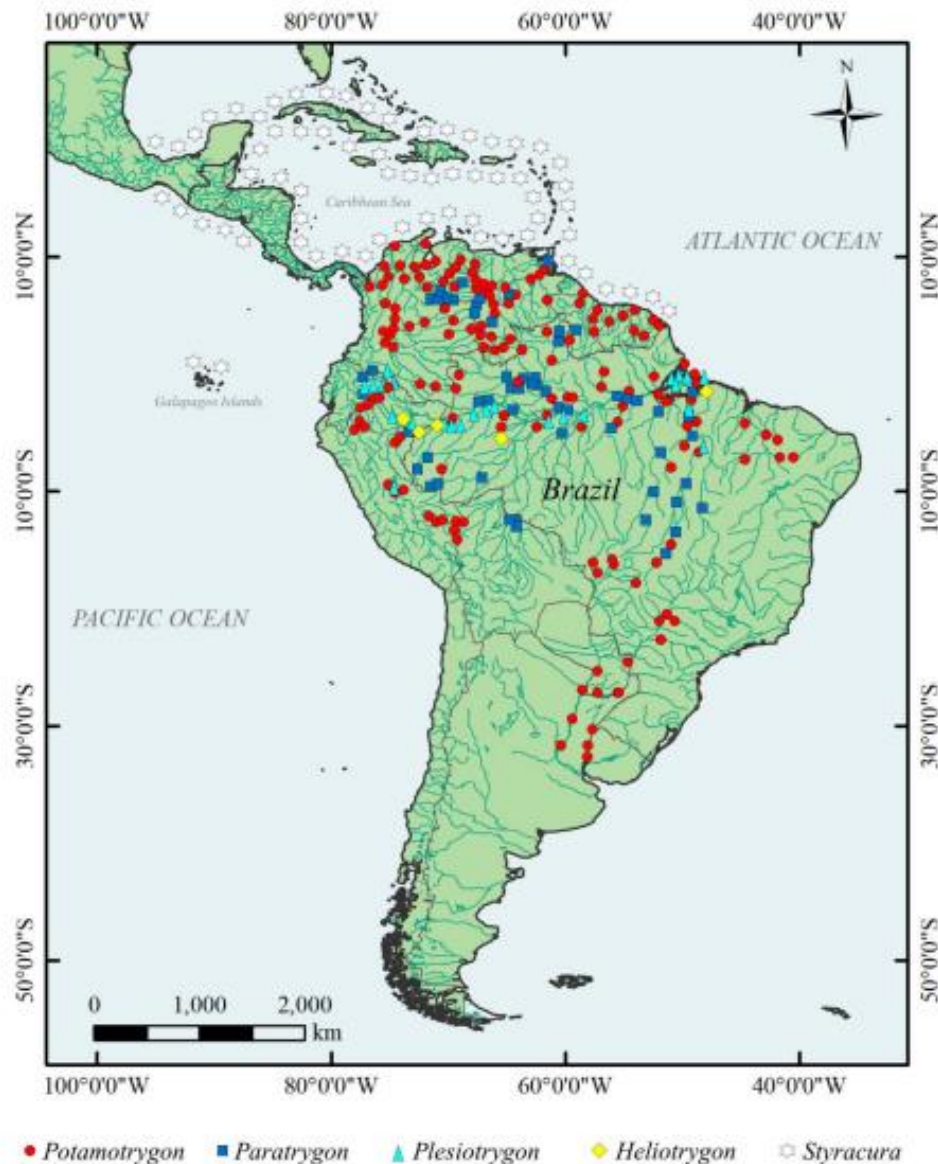 100°0'0"W 80°0'0"W 60°0'0"W 40°0'0"W
N
Caribbean Sea
10°0'0"N
ATLANTIC OCEAN
10°0'0"N
Galapagos Islands
10°0'0"S
Brazil
10°0'0"S
PACIFIC OCEAN
30°0'0"S
30°0'0"S
50°0'0"S
50°0'0"S
0 1,000 2,000
km
100°0'0"W 80°0'0"W 60°0'0"W 40°0'0"W
Potamotrygon Paratrygon Plesiotrygon Heliotrygon Styracura